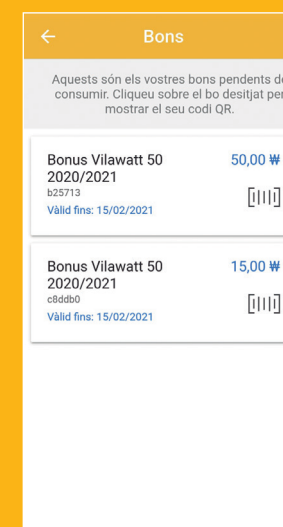 Bons
Aquests són els vostres bons pendents de
consumir. Cliqueu sobre el bo desitjat per
mostrar el seu codi QR.
Bonus Vilawatt 50
2020/2021
50,00 ₩
b25713
Vàlid fins: 15/02/2021
Bonus Vilawatt 50
2020/2021
15,00 ₩
c8ddb0
Vàlid fins: 15/02/2021